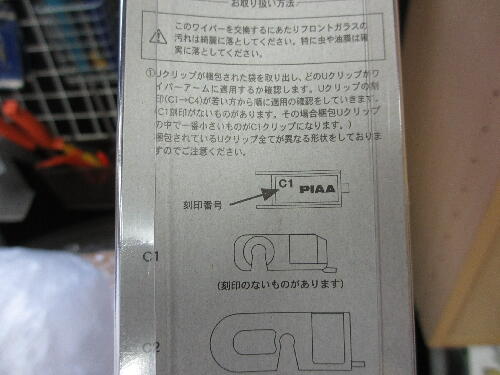 お取り扱い方法
このワイパーを交換するにあたりフロントガラスの
汚れは綺麗に落としてください。特に虫や油膜は確
実に落としてください。
①Uクリップが梱包された袋を取り出し、どのUクリップがワ
イパーアームに適用するか確認します。Uクリップの刻
印(C1→C4)が若い方から順に適用の確認をしていきます。
(C1刻印がないものがあります。その場合梱包Uクリップ
の中で一番小さいものがC1クリップになります。)
梱包されているUクリップ全てが異なる形状をしておりま
すのでご注意ください。
C1 PIAA
刻印番号
C1
(刻印のないものがあります)
C2